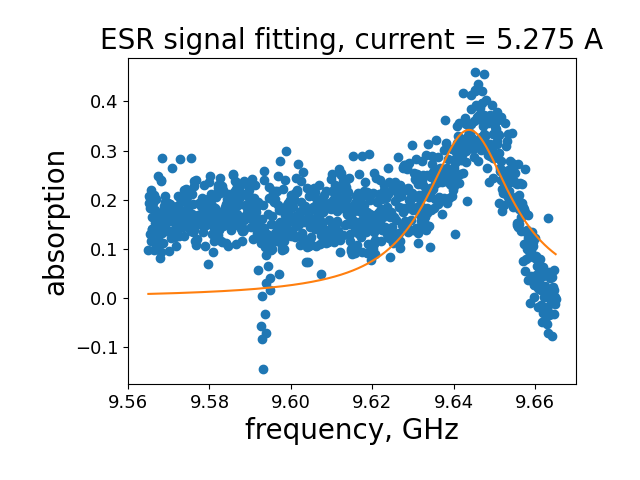 ESR signal fitting, current = 5.275 A
absorption
0.4
0.3
0.2
0.1
0.0
−0.1
9.56 9.58 9.60 9.62 9.64 9.66
frequency, GHz